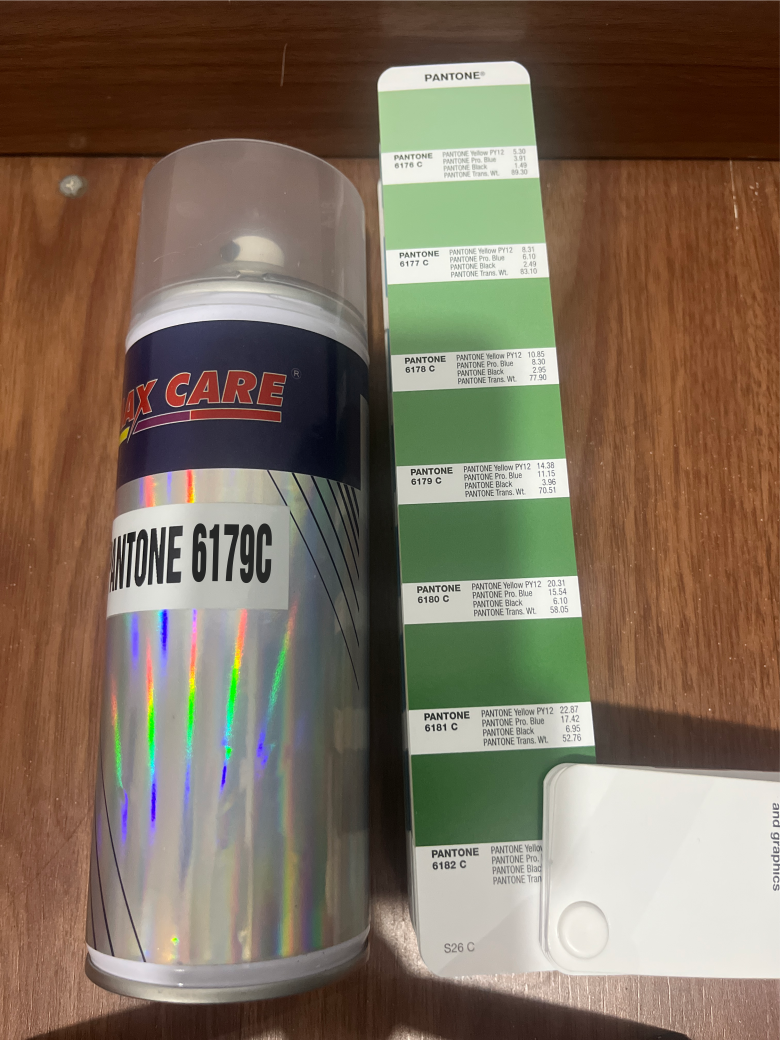 AX CARE®
ANTONE 6179C
PANTONE®
PANTONE 6176 C
PANTONE Yellow PY12 5.30
PANTONE Pro. Blue 3.91
PANTONE Black 1.49
PANTONE Trans. Wt. 89.30
PANTONE 6177 C
PANTONE Yellow PY12 8.31
PANTONE Pro. Blue 6.10
PANTONE Black 2.49
PANTONE Trans. Wt. 83.10
PANTONE 6178 C
PANTONE Yellow PY12 10.85
PANTONE Pro. Blue 8.30
PANTONE Black 2.95
PANTONE Trans. Wt. 77.90
PANTONE 6179 C
PANTONE Yellow PY12 14.38
PANTONE Pro. Blue 11.15
PANTONE Black 3.96
PANTONE Trans. Wt. 70.51
PANTONE 6180 C
PANTONE Yellow PY12 20.31
PANTONE Pro. Blue 15.54
PANTONE Black 6.10
PANTONE Trans. Wt. 58.05
PANTONE 6181 C
PANTONE Yellow PY12 22.87
PANTONE Pro. Blue 17.42
PANTONE Black 6.95
PANTONE Trans. Wt. 52.76
PANTONE 6182 C
PANTONE Yellow
PANTONE Pro.
PANTONE Blac
PANTONE Tran
S26 C
and graphics